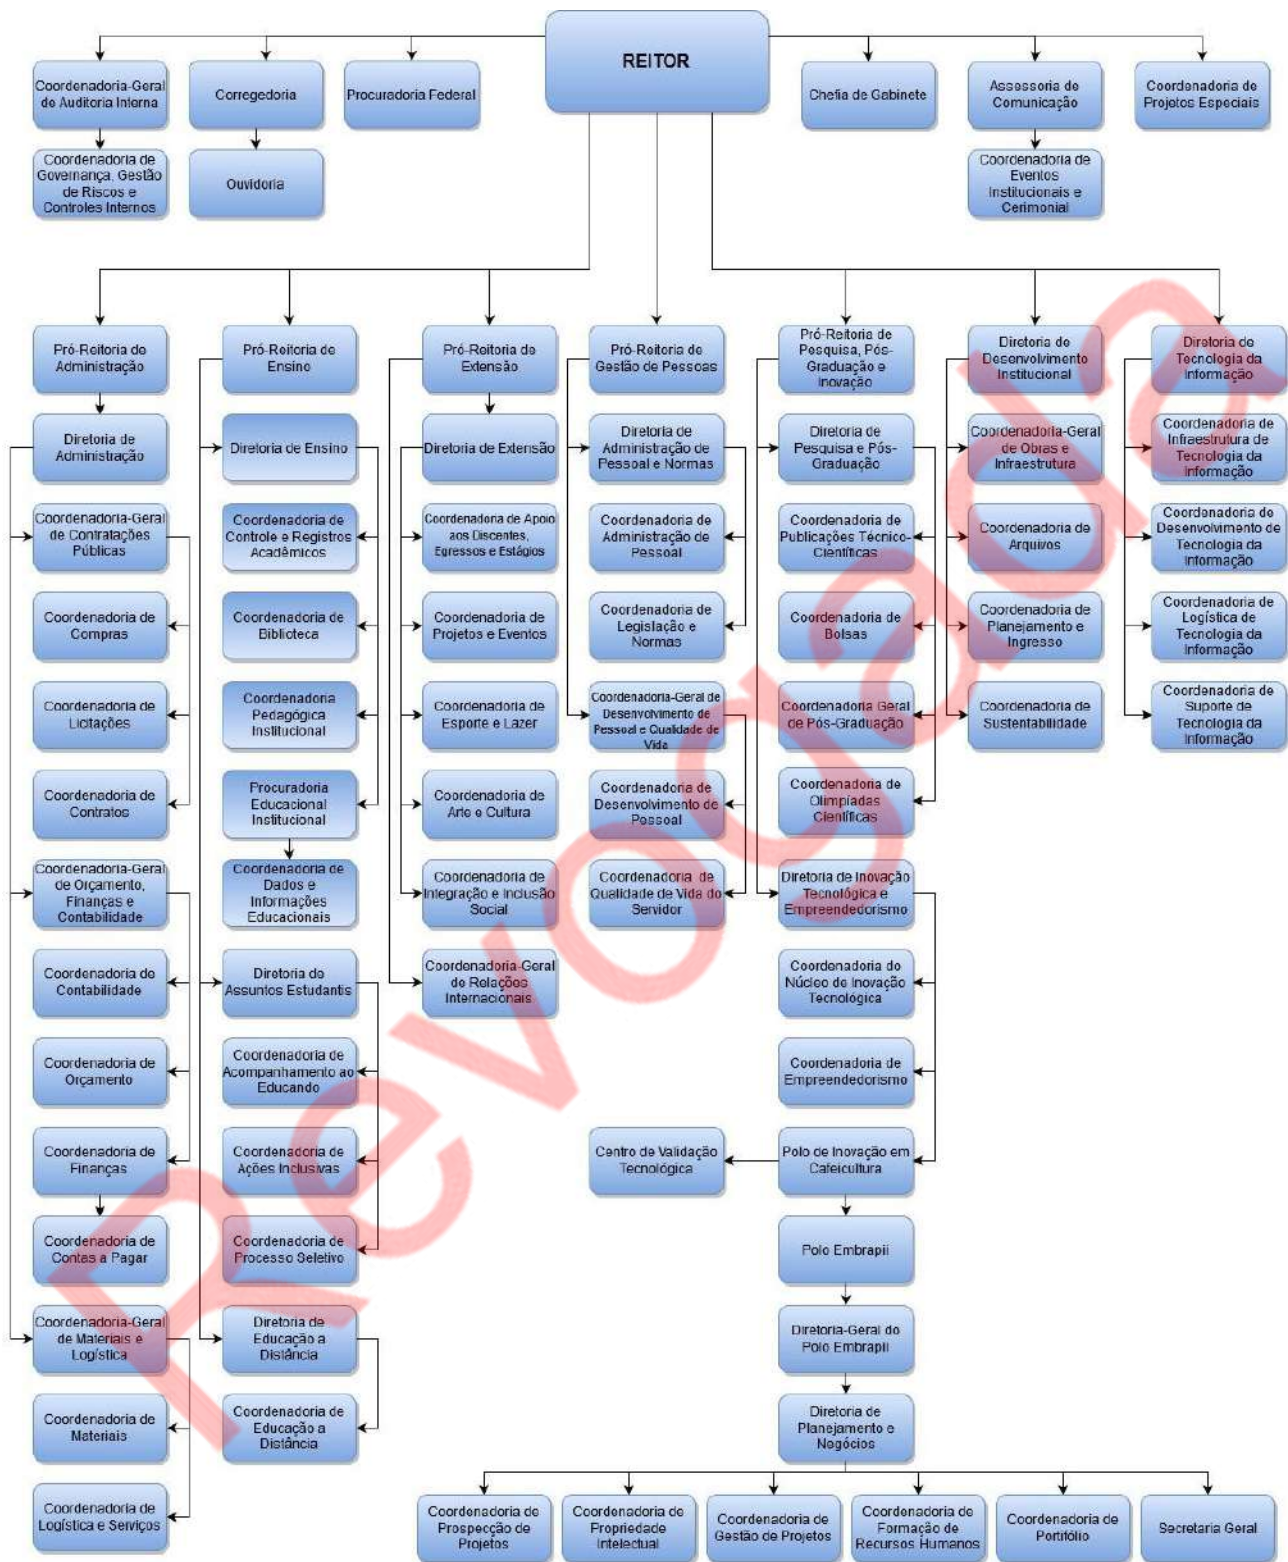 REITOR
Coordenadoria-Geral
de Auditoria Interna
Corregedoria
Procuradoria Federal
Chefia de Gabinete
Assessoria de
Comunicação
Coordenadoria de
Projetos Especiais
Coordenadoria de
Governança, Gestão
de Riscos e
Controles Internos
Ouvidoria
Coordenadoria de
Eventos
Institucionais e
Cerimonial
Pró-Reitoria de
Administração
Pró-Reitoria de
Ensino
Pró-Reitoria de
Extensão
Pró-Reitoria de
Gestão de Pessoas
Pró-Reitoria de
Pesquisa, Pós-
Graduação e
Inovação
Diretoria de
Desenvolvimento
Institucional
Diretoria de
Tecnologia da
Informação
Diretoria de
Administração
Diretoria de Ensino
Diretoria de Extensão
Diretoria de
Administração de
Pessoal e Normas
Diretoria de
Pesquisa e Pós-
Graduação
Coordenadoria-Geral
de Obras e
Infraestrutura
Coordenadoria de
Infraestrutura de
Tecnologia da
Informação
Coordenadoria-Geral
de Contratações
Públicas
Coordenadoria de
Controle e Registros
Acadêmicos
Coordenadoria de Apoio
aos Discentes,
Egressos e Estágios
Coordenadoria de
Administração de
Pessoal
Coordenadoria de
Publicações Técnico-
Científicas
Coordenadoria de
Arquivos
Coordenadoria de
Desenvolvimento de
Tecnologia da
Informação
Coordenadoria de
Compras
Coordenadoria de
Biblioteca
Coordenadoria de
Projetos e Eventos
Coordenadoria de
Legislação e
Normas
Coordenadoria de
Bolsas
Coordenadoria de
Planejamento e
Ingresso
Coordenadoria de
Logística de
Tecnologia da
Informação
Coordenadoria de
Licitações
Coordenadoria
Pedagógica
Institucional
Coordenadoria de
Esporte e Lazer
Coordenadoria-Geral de
Desenvolvimento de
Pessoal e Qualidade de
Vida
Coordenadoria Geral
de Pós-Graduação
Coordenadoria de
Sustentabilidade
Coordenadoria de
Suporte de
Tecnologia da
Informação
Coordenadoria de
Contratos
Procuradoria
Educacional
Institucional
Coordenadoria de
Arte e Cultura
Coordenadoria de
Desenvolvimento de
Pessoal
Coordenadoria de
Olimpíadas
Científicas
Coordenadoria-Geral
de Orçamento,
Finanças e
Contabilidade
Coordenadoria de
Dados e
Informações
Educacionais
Coordenadoria de
Integração e Inclusão
Social
Coordenadoria de
Qualidade de Vida do
Servidor
Diretoria de Inovação
Tecnológica e
Empreendedorismo
Coordenadoria de
Contabilidade
Diretoria de
Assuntos Estudantis
Coordenadoria-Geral
de Relações
Internacionais
Coordenadoria do
Núcleo de Inovação
Tecnológica
Coordenadoria de
Orçamento
Coordenadoria de
Acompanhamento ao
Educando
Coordenadoria de
Empreendedorismo
Coordenadoria de
Finanças
Coordenadoria de
Ações Inclusivas
Centro de Validação
Tecnológica
Polo de Inovação em
Cafeicultura
Coordenadoria de
Contas a Pagar
Coordenadoria de
Processo Seletivo
Polo Embrapii
Coordenadoria-Geral
de Materiais e
Logística
Diretoria de
Educação a
Distância
Diretoria-Geral do
Polo Embrapii
Coordenadoria de
Materiais
Coordenadoria de
Educação a
Distância
Diretoria de
Planejamento e
Negócios
Coordenadoria de
Logística e Serviços
Coordenadoria de
Prospecção de
Projetos
Coordenadoria de
Propriedade
Intelectual
Coordenadoria de
Gestão de Projetos
Coordenadoria de
Formação de
Recursos Humanos
Coordenadoria de
Portifólio
Secretaria Geral
Revogada